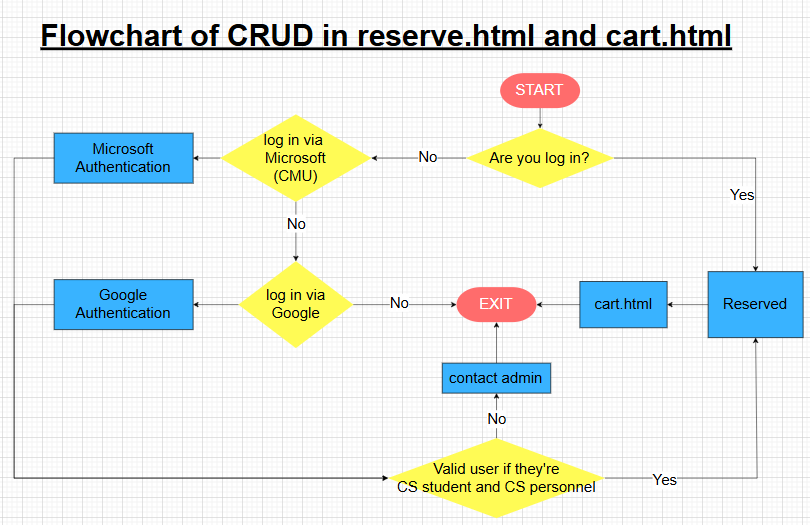 Flowchart of CRUD in reserve.html and cart.html
START
Are you log in?
No
log in via
Microsoft
(CMU)
Microsoft
Authentication
Yes
No
log in via
Google
Google
Authentication
No
EXIT
cart.html
Reserved
contact admin
No
Valid user if they're
CS student and CS personnel
Yes